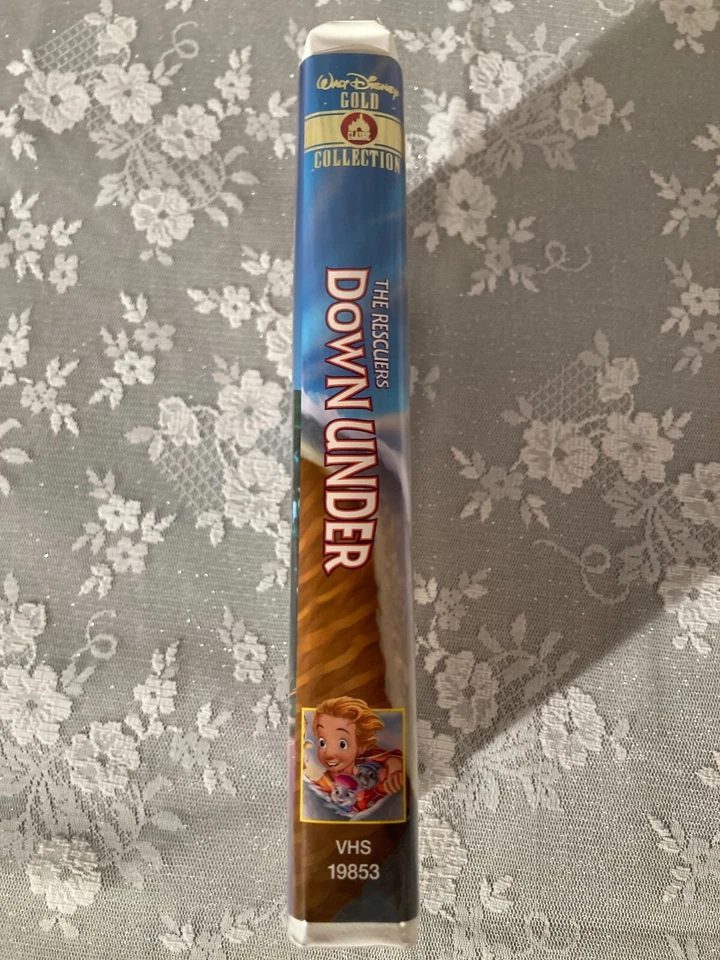 Walt Disney
GOLD
CLASSIC
COLLECTION
THE RESCUERS
DOWN UNDER
VHS
19853